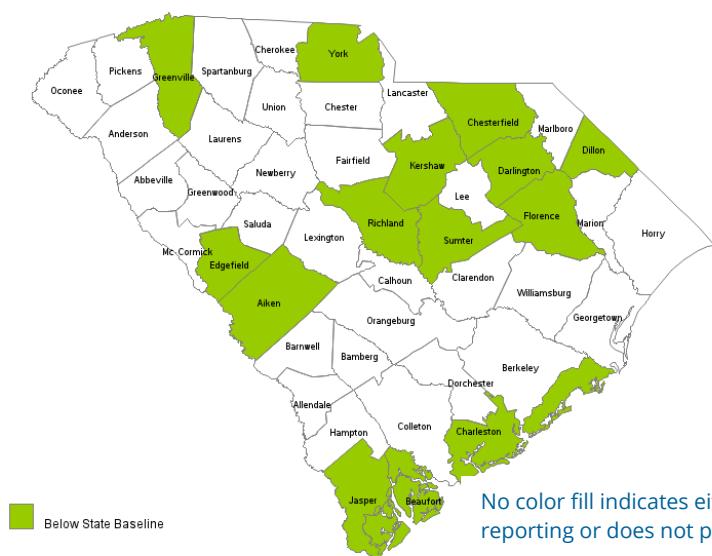 Cherokee
York
Greenville
Spartanburg
Pickens
Oconee
Union
Chester
Lancaster
Anderson
Laurens
Chesterfield
Marlboro
Dillon
Fairfield
Kershaw
Darlington
Newberry
Abbeville
Greenwood
Lee
Florence
Marion
Horry
Saluda
Richland
Sumter
Lexington
Mc Cormick
Edgefield
Calhoun
Clarendon
Williamsburg
Aiken
Orangeburg
Georgetown
Barnwell
Bamberg
Berkeley
Dorchester
Allendale
Colleton
Charleston
Hampton
Jasper
Beaufort
Below State Baseline
No color fill indicates ei
reporting or does not p